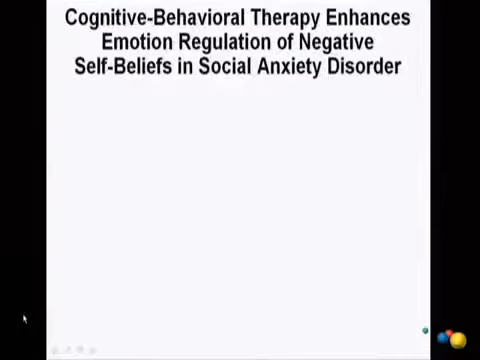 Cognitive-Behavioral Therapy Enhances
Emotion Regulation of Negative
Self-Beliefs in Social Anxiety Disorder